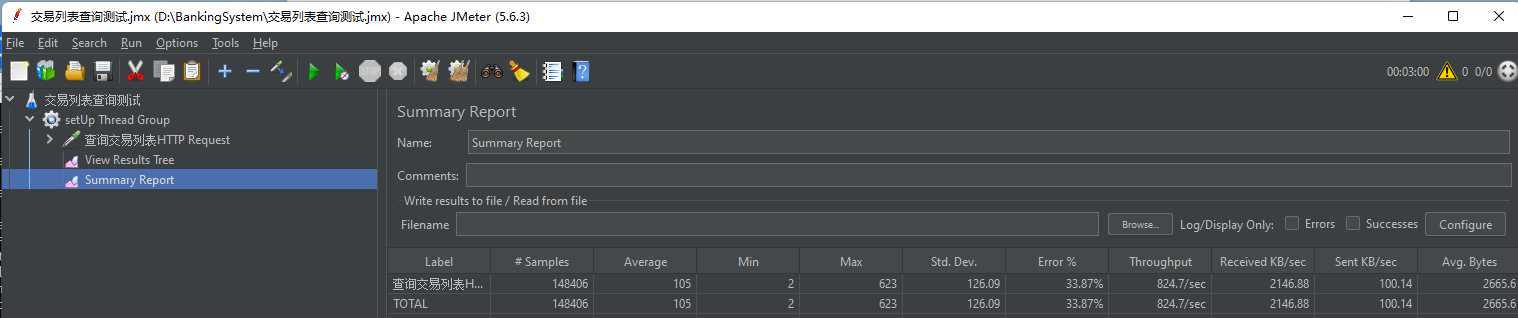 交易列表查询测试.jmx (D:\BankingSystem\交易列表查询测试.jmx) - Apache JMeter (5.6.3)
File Edit Search Run Options Tools Help
STOP 00:03:00 0 0/0
交易列表查询测试
setUp Thread Group
查询交易列表HTTP Request
View Results Tree
Summary Report
Summary Report
Name: Summary Report
Comments:
Write results to file / Read from file
Filename Browse... Log/Display Only: Errors Successes Configure
Label # Samples Average Min Max Std. Dev. Error % Throughput Received KB/sec Sent KB/sec Avg. Bytes
查询交易列表H... 148406 105 2 623 126.09 33.87% 824.7/sec 2146.88 100.14 2665.6
TOTAL 148406 105 2 623 126.09 33.87% 824.7/sec 2146.88 100.14 2665.6